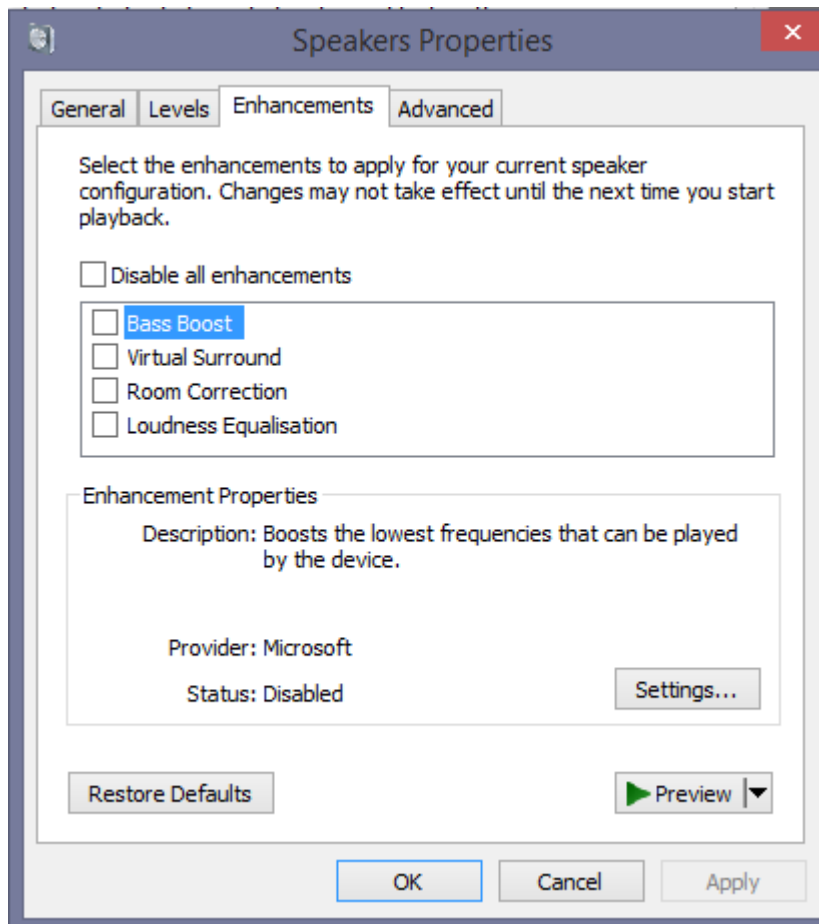 Speakers Properties
General Levels Enhancements Advanced
Select the enhancements to apply for your current speaker
configuration. Changes may not take effect until the next time you start
playback.
Disable all enhancements
Bass Boost
Virtual Surround
Room Correction
Loudness Equalisation
Enhancement Properties
Description: Boosts the lowest frequencies that can be played
by the device.
Provider: Microsoft
Status: Disabled
Settings...
Restore Defaults
Preview
OK Cancel Apply